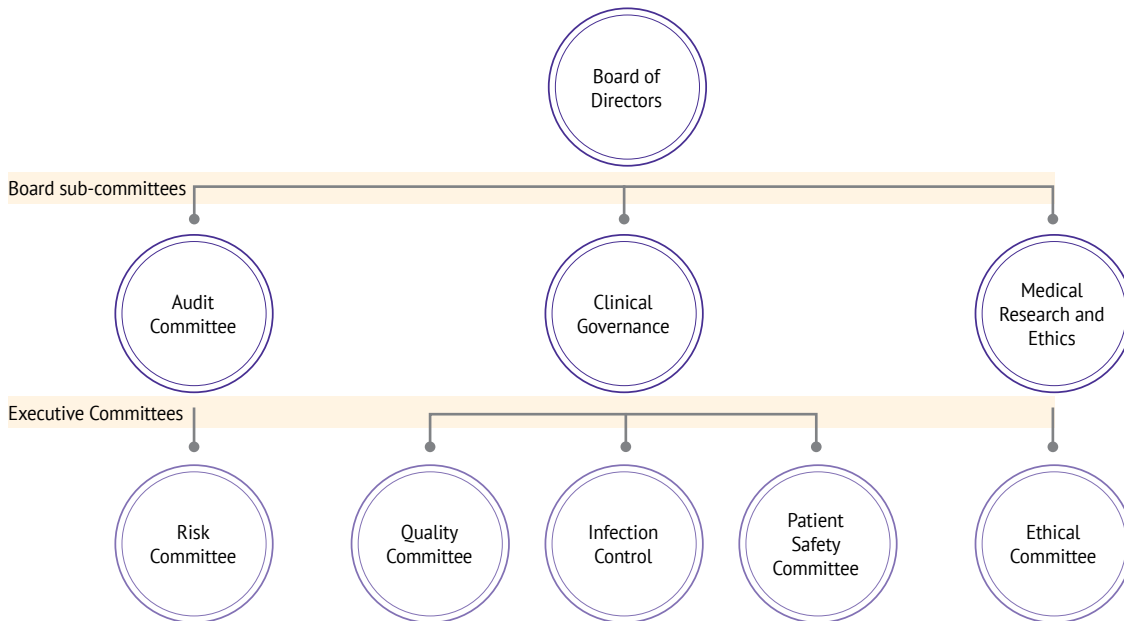 Board of
Directors
Board sub-committees
Audit
Committee
Clinical
Governance
Medical
Research and
Ethics
Executive Committees
Risk
Committee
Quality
Committee
Infection
Control
Patient
Safety
Committee
Ethical
Committee